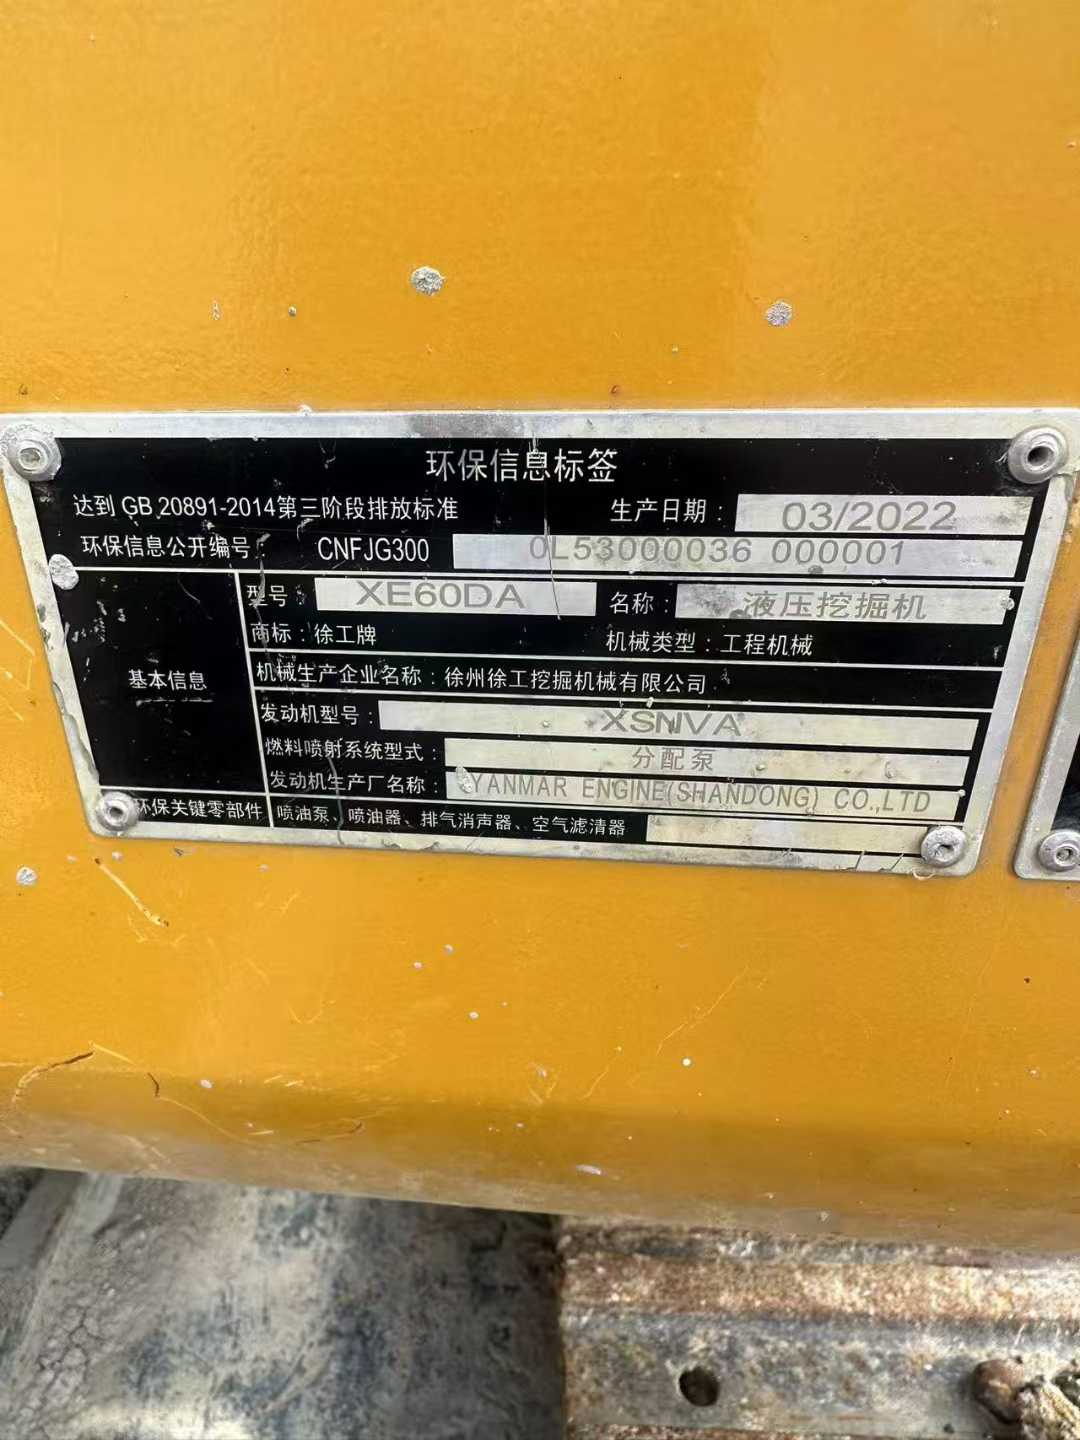 环保信息标签
达到 GB 20891-2014第三阶段排放标准 生产日期： 03/2022
环保信息公开编号： CNFJG300 0L53000036 000001
基本信息
型号： XE60DA 名称： 液压挖掘机
商标：徐工牌 机械类型：工程机械
机械生产企业名称：徐州徐工挖掘机械有限公司
发动机型号： XSNVA
燃料喷射系统型式： 分配泵
发动机生产厂名称： YANMAR ENGINE(SHANDONG) CO.,LTD
环保关键零部件 喷油泵、喷油器、排气消声器、空气滤清器